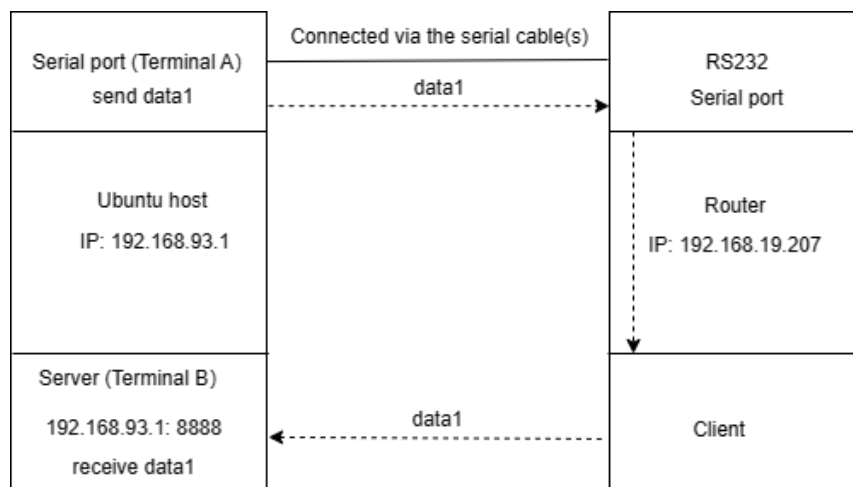 Serial port (Terminal A)
send data1
Connected via the serial cable(s)
data1
RS232
Serial port
Ubuntu host
IP: 192.168.93.1
Router
IP: 192.168.19.207
Server (Terminal B)
192.168.93.1: 8888
receive data1
data1
Client